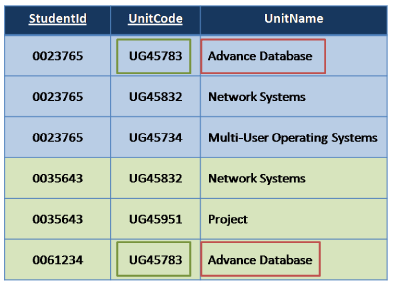 StudentId UnitCode UnitName
0023765 UG45783 Advance Database
0023765 UG45832 Network Systems
0023765 UG45734 Multi-User Operating Systems
0035643 UG45832 Network Systems
0035643 UG45951 Project
0061234 UG45783 Advance Database